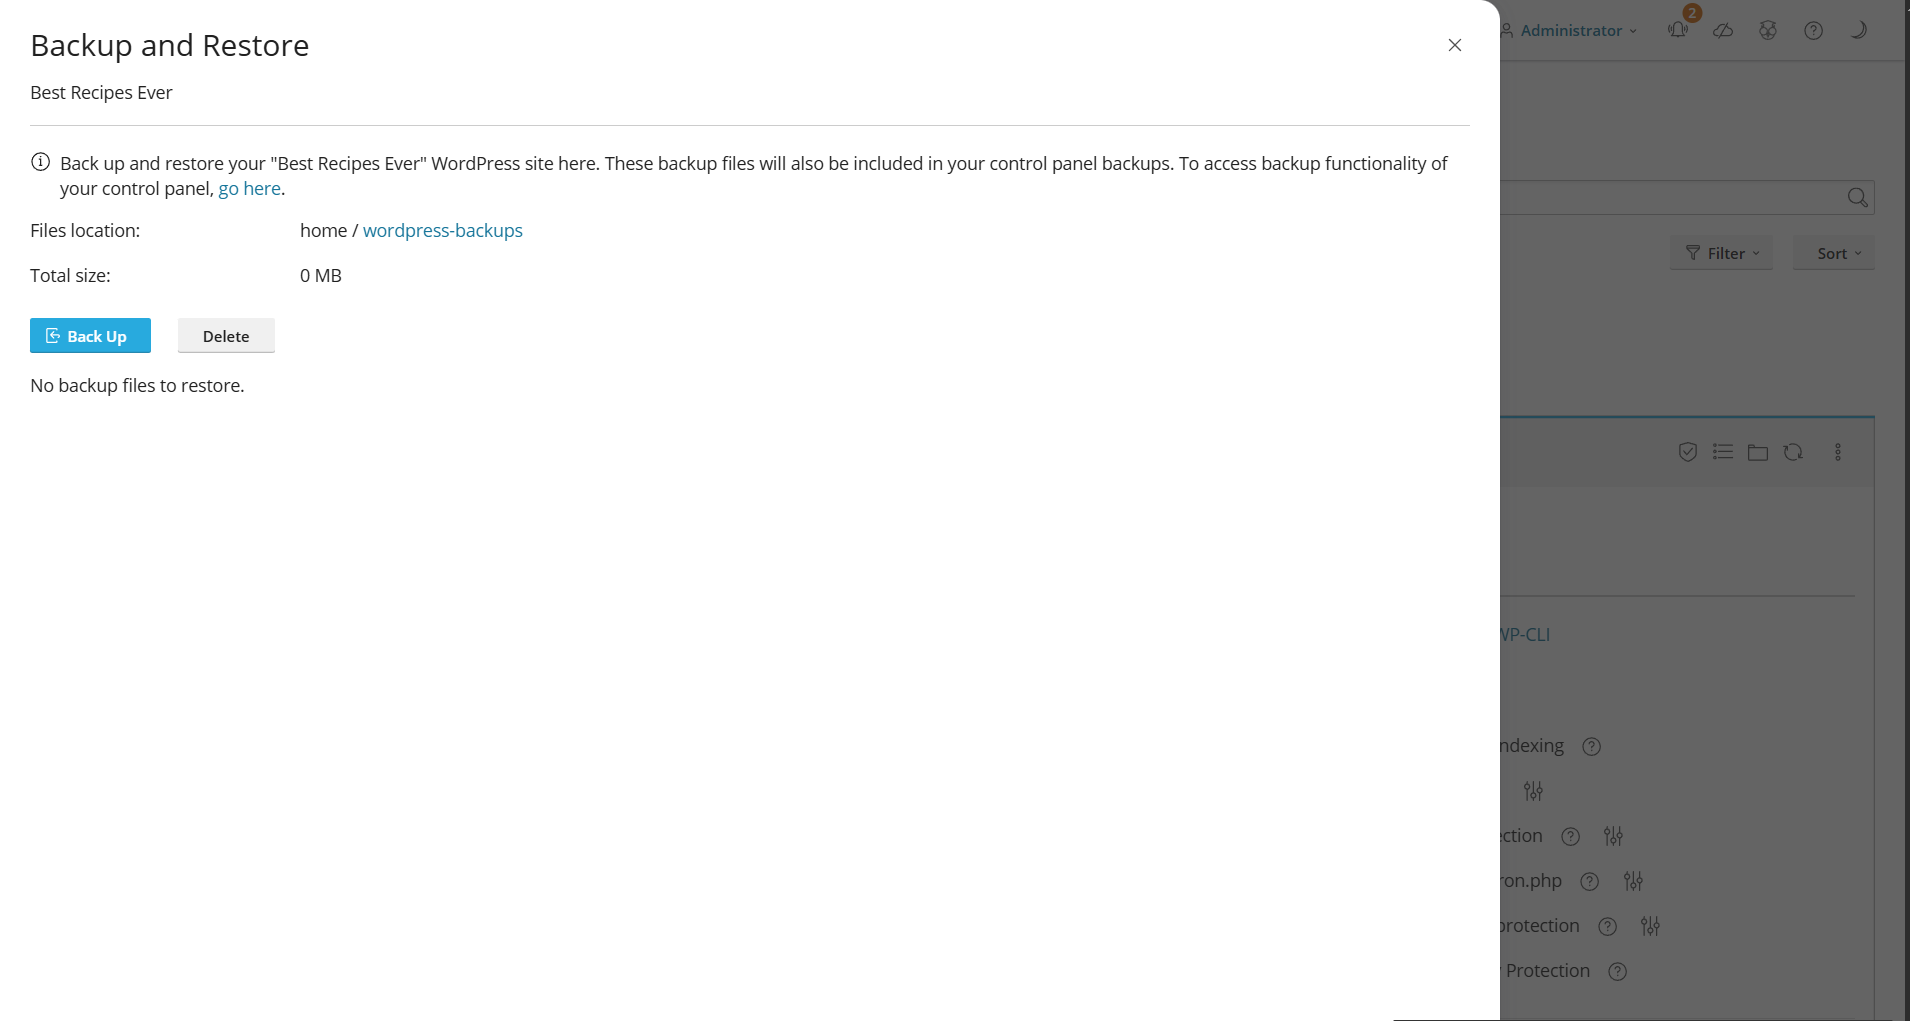 Backup and Restore
Best Recipes Ever
Back up and restore your "Best Recipes Ever" WordPress site here. These backup files will also be included in your control panel backups. To access backup functionality of
your control panel, go here.
Files location: home / wordpress-backups
Total size: 0 MB
Back Up Delete
No backup files to restore.
Administrator 2
Filter Sort
WP-CLI
ndexing
ction
ron.php
protection
Protection